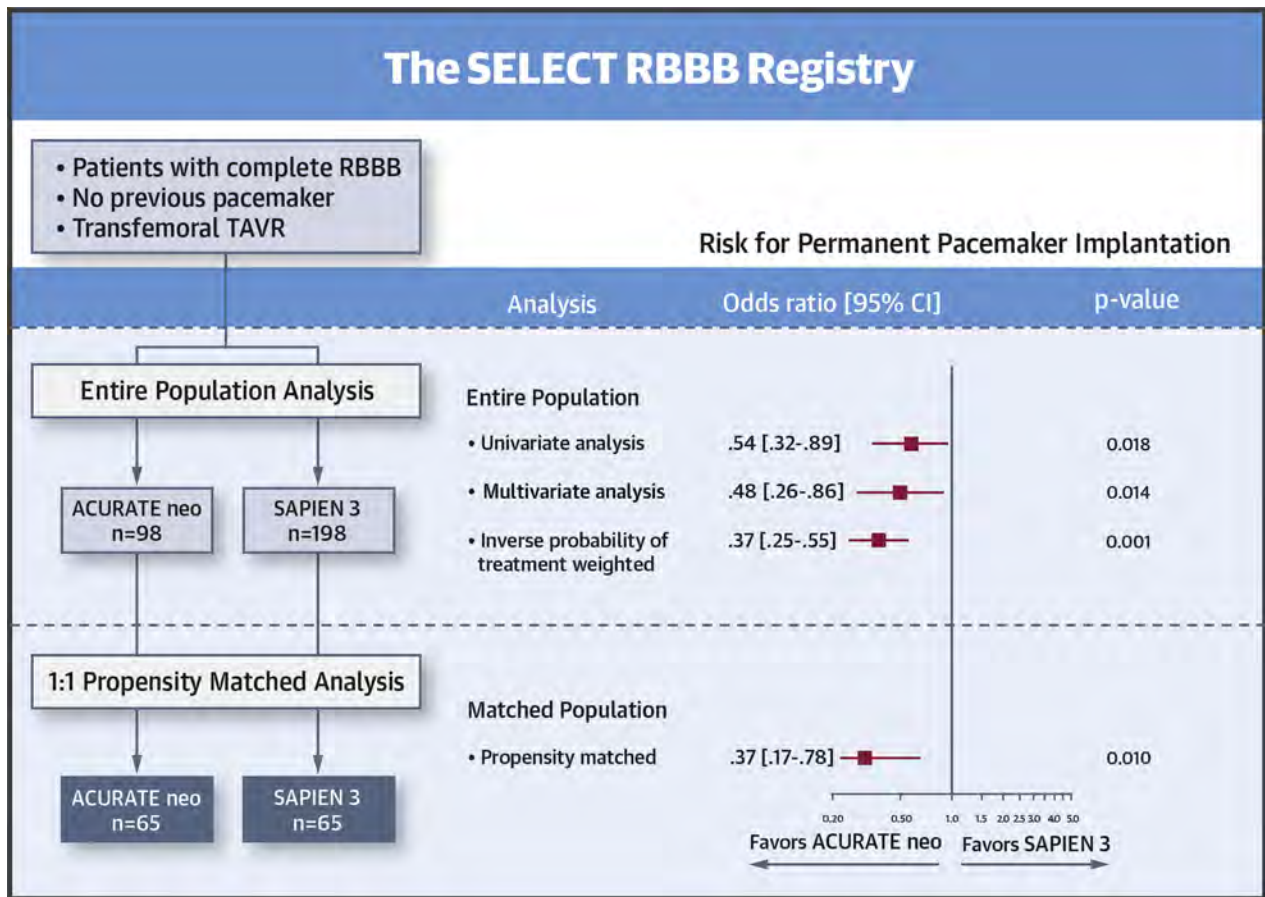 The SELECT RBBB Registry
• Patients with complete RBBB
• No previous pacemaker
• Transfemoral TAVR
Risk for Permanent Pacemaker Implantation
Analysis Odds ratio [95% CI] p-value
Entire Population Analysis
ACURATE neo
n=98
SAPIEN 3
n=198
Entire Population
• Univariate analysis .54 [.32-.89] 0.018
• Multivariate analysis .48 [.26-.86] 0.014
• Inverse probability of
treatment weighted .37 [.25-.55] 0.001
1:1 Propensity Matched Analysis
ACURATE neo
n=65
SAPIEN 3
n=65
Matched Population
• Propensity matched .37 [.17-.78] 0.010
0.20 0.50 1.0 1.5 2.0 2.5 3.0 4.0 5.0
Favors ACURATE neo Favors SAPIEN 3